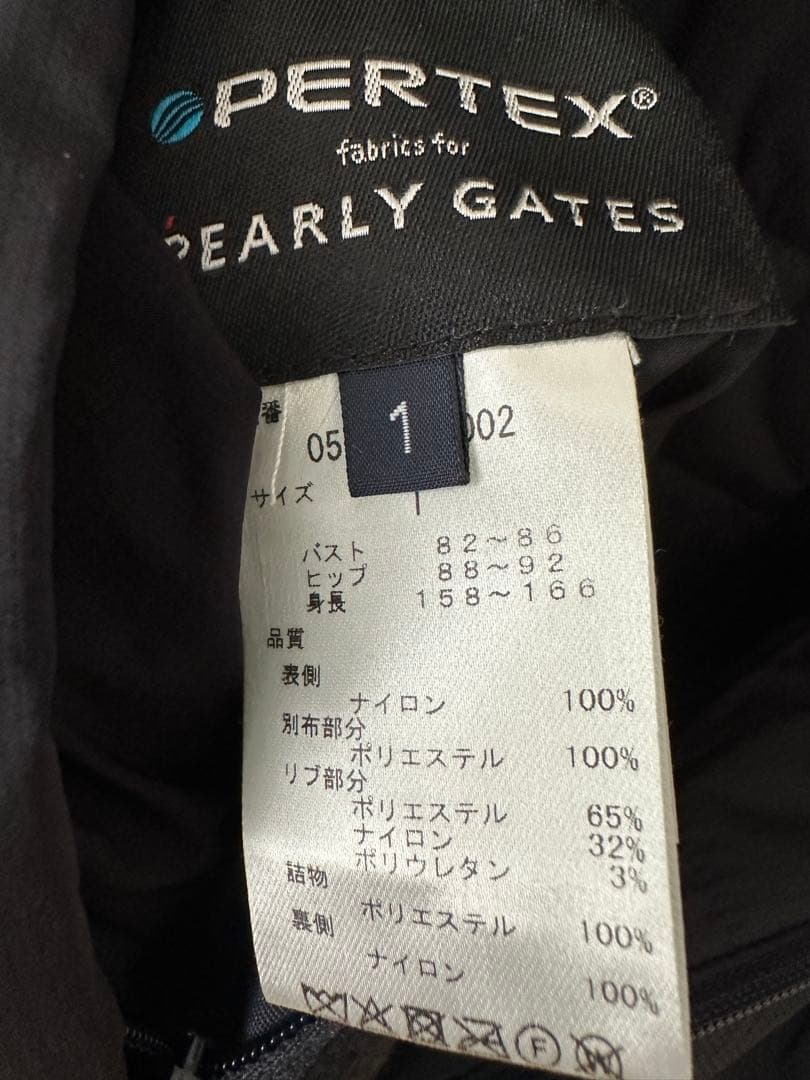 PERTEX®
fabrics for
PEARLY GATES
番
05
1
002
サイズ
バスト 82～86
ヒップ 88～92
身長 158～166
品質
表側
ナイロン 100%
別布部分
ポリエステル 100%
リブ部分
ポリエステル 65%
ナイロン 32%
ポリウレタン 3%
詰物
ポリエステル 100%
裏側
ナイロン 100%
F
W